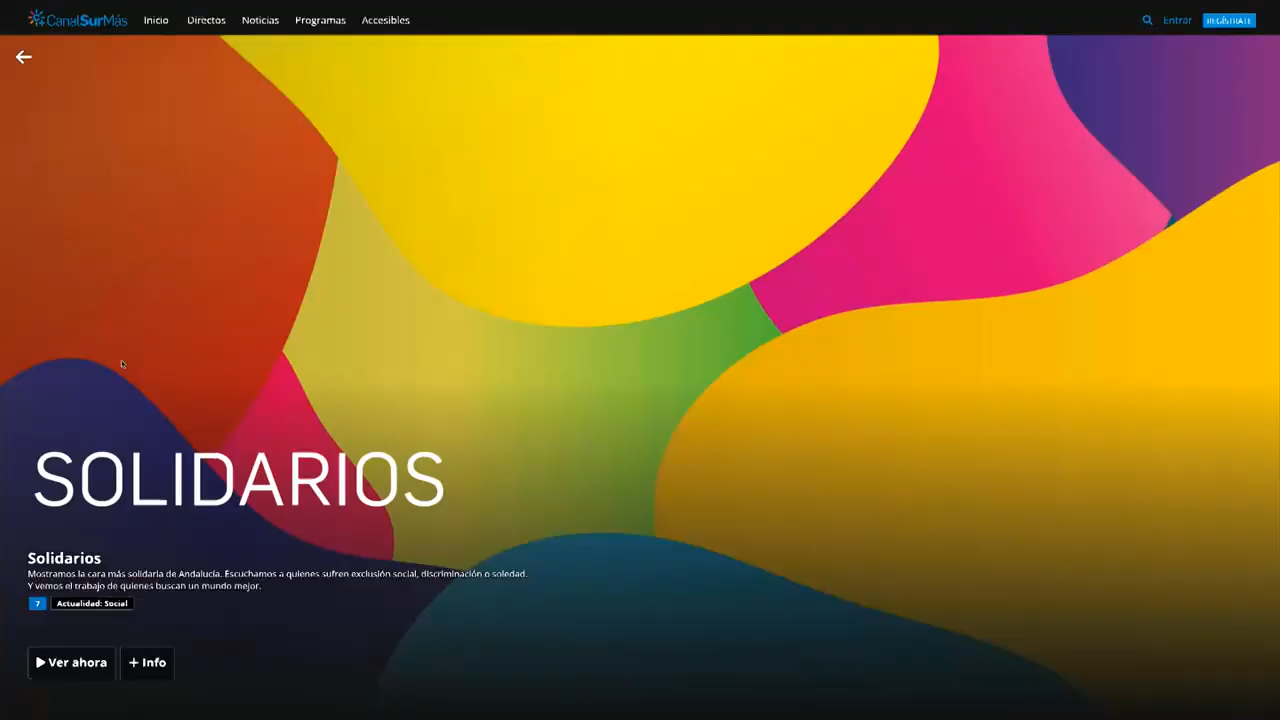 CanalSurMás Inicio Directos Noticias Programas Accesibles Entrar REGÍSTRATE
SOLIDARIOS
Solidarios
Mostramos la cara más solidaria de Andalucía. Escuchamos a quienes sufren exclusión social, discriminación o soledad.
Y vemos el trabajo de quienes buscan un mundo mejor.
7 Actualidad: Social
Ver ahora + Info